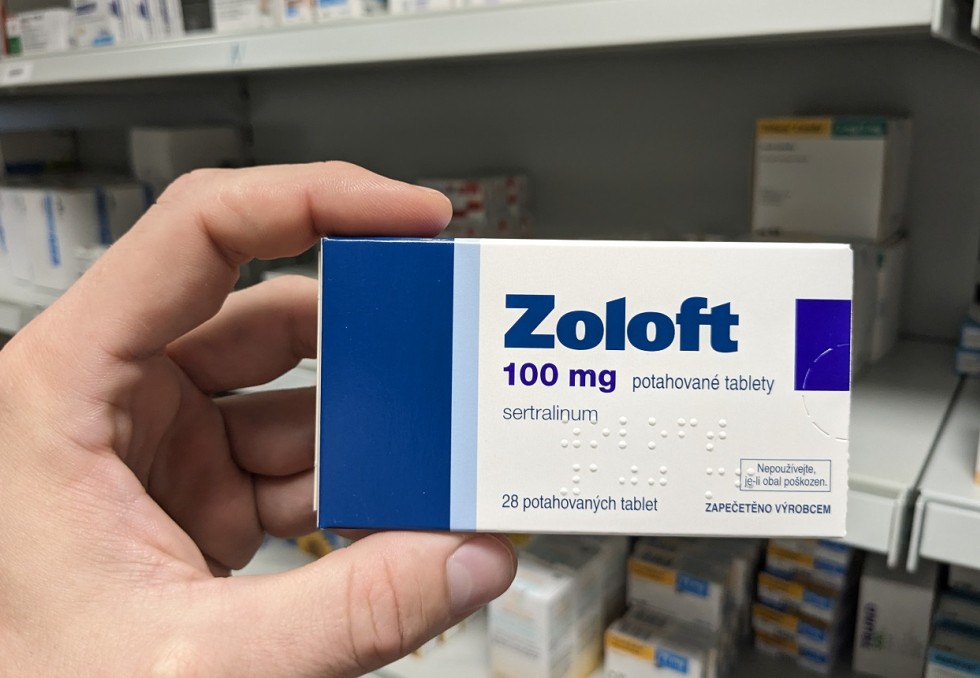 Zoloft
100 mg potahované tablety
sertralinum
Nepoužívejte,
je-li obal poškozen.
28 potahovaných tablet
ZAPEČETĚNO VÝROBCEM